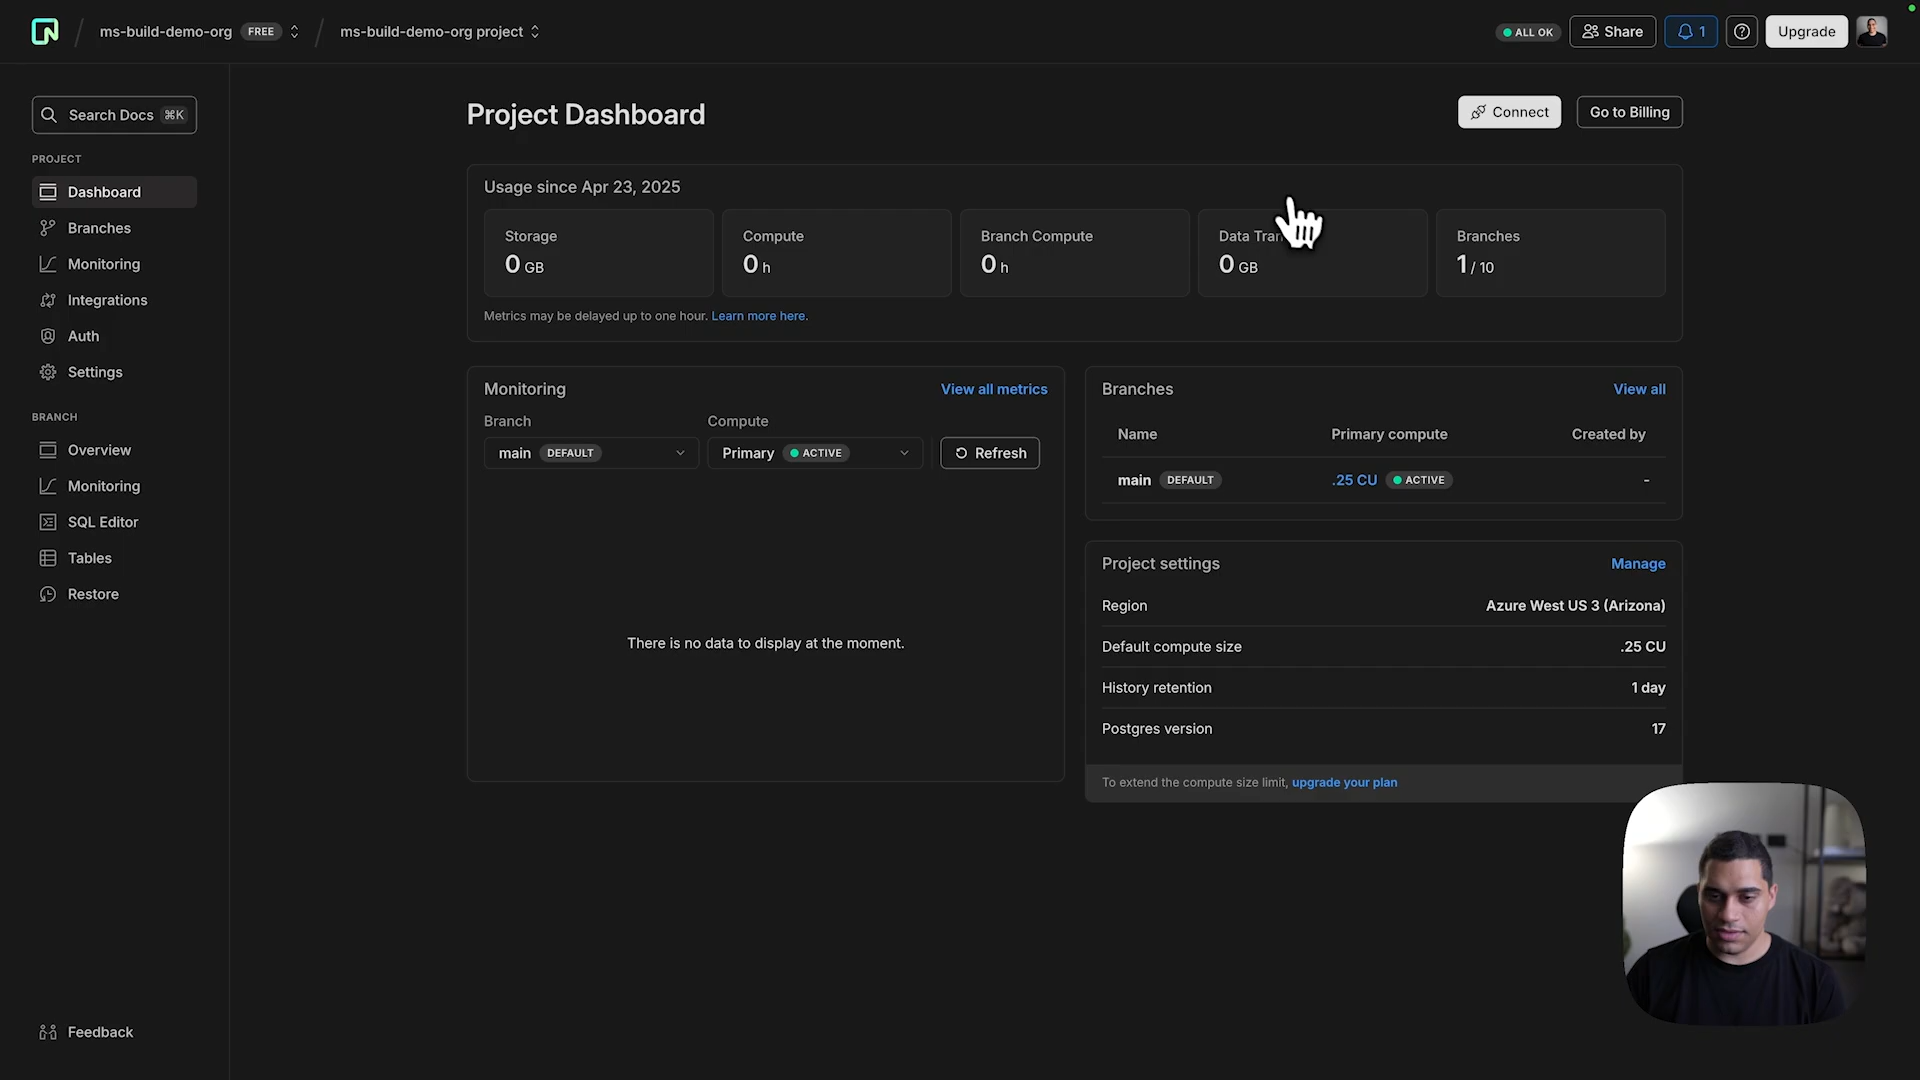 ms-build-demo-org FREE
ms-build-demo-org project
ALL OK
Share
1
Upgrade
Search Docs ⌘K
PROJECT
Dashboard
Branches
Monitoring
Integrations
Auth
Settings
BRANCH
Overview
Monitoring
SQL Editor
Tables
Restore
Feedback
Project Dashboard
Connect
Go to Billing
Usage since Apr 23, 2025
Storage
0 GB
Compute
0 h
Branch Compute
0 h
Data Tran
0 GB
Branches
1 / 10
Metrics may be delayed up to one hour. Learn more here.
Monitoring
View all metrics
Branch
Compute
main DEFAULT
Primary ACTIVE
Refresh
There is no data to display at the moment.
Branches
View all
Name
Primary compute
Created by
main DEFAULT
.25 CU ACTIVE
-
Project settings
Manage
Region
Azure West US 3 (Arizona)
Default compute size
.25 CU
History retention
1 day
Postgres version
17
To extend the compute size limit, upgrade your plan